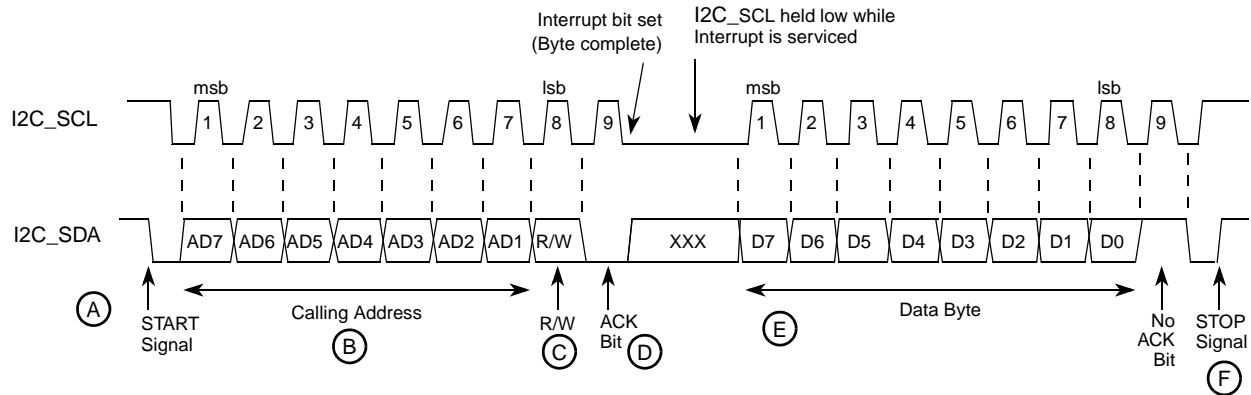 Interrupt bit set
(Byte complete)
I2C_SCL held low while
Interrupt is serviced
msb
lsb
msb
lsb
I2C_SCL
1 2 3 4 5 6 7 8 9 1 2 3 4 5 6 7 8 9
I2C_SDA
AD7 AD6 AD5 AD4 AD3 AD2 AD1 R/W XXX D7 D6 D5 D4 D3 D2 D1 D0
A
START
Signal
Calling Address
B
R/W
C
ACK
Bit
D
E
Data Byte
No
ACK
Bit
STOP
Signal
F